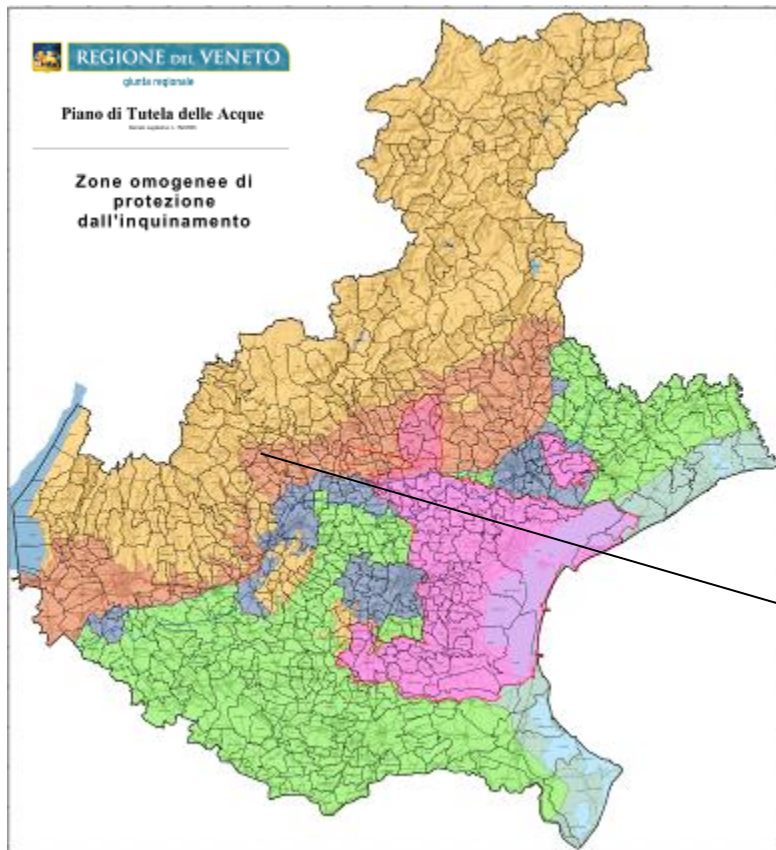 REGIONE DEL VENETO
giunta regionale
Piano di Tutela delle Acque
Zone omogenee di
protezione
dall'inquinamento